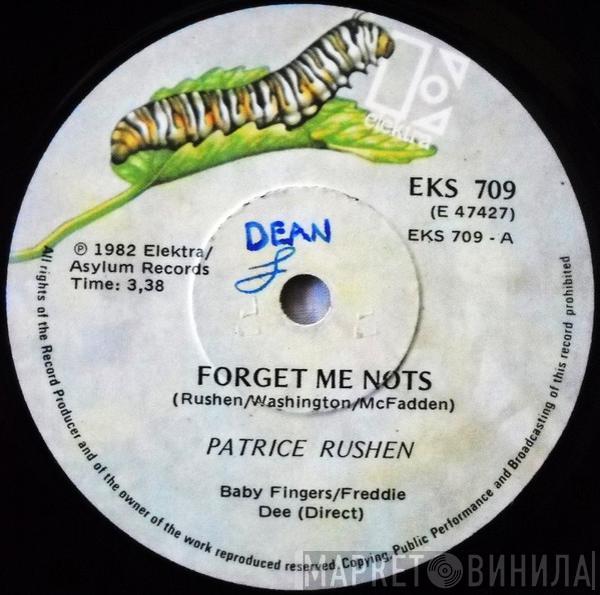 elektra
EKS 709
(E 47427)
EKS 709 - A
℗ 1982 Elektra/
Asylum Records
Time: 3,38
DEAN
FORGET ME NOTS
(Rushen/Washington/McFadden)
PATRICE RUSHEN
Baby Fingers/Freddie
Dee (Direct)
All rights of the Record Producer and of the owner of the work reproduced reserved. Copying, Public Performance and Broadcasting of this record prohibited
МАРКЕТ ВИНИЛА